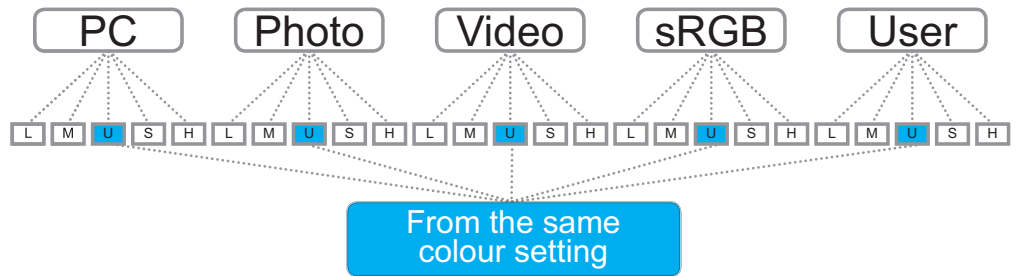 PC Photo Video sRGB User
L M U S H L M U S H L M U S H L M U S H L M U S H
From the same
colour setting